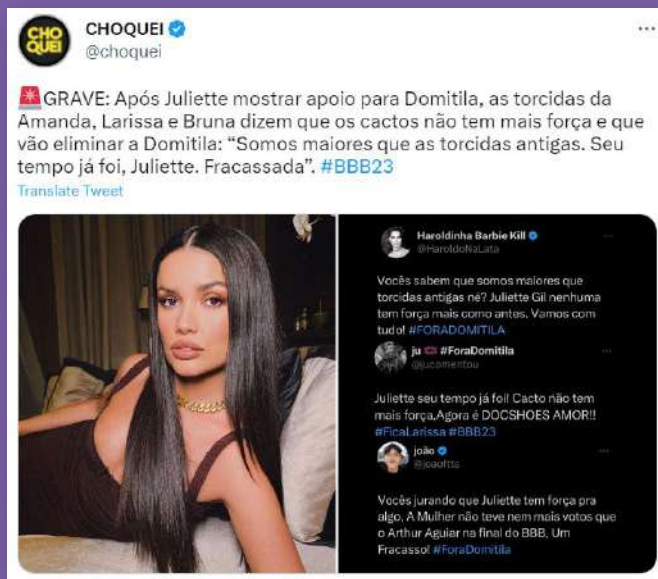 CHO
QUEI
CHOQUEI
@choquei
GRAVE: Após Juliette mostrar apoio para Domitila, as torcidas da
Amanda, Larissa e Bruna dizem que os cactos não tem mais força e que
vão eliminar a Domitila: “Somos maiores que as torcidas antigas. Seu
tempo já foi, Juliette. Fracassada”. #BBB23
Translate Tweet
Haroldinha Barbie Kill
@HaroldoNaLata
Vocês sabem que somos maiores que
torcidas antigas né? Juliette Gil nenhuma
tem força mais como antes. Vamos com
tudo! #FORADOMITILA
ju #ForaDomitila
@jucomentou
Juliette seu tempo já foi! Cacto não tem
mais força,Agora é DOCSHOES AMOR!!
#FicaLarissa #BBB23
joão
@joaoftts
Vocês jurando que Juliette tem força pra
algo, A Mulher não teve nem mais votos que
o Arthur Aguiar na final do BBB, Um
Fracasso! #ForaDomitila